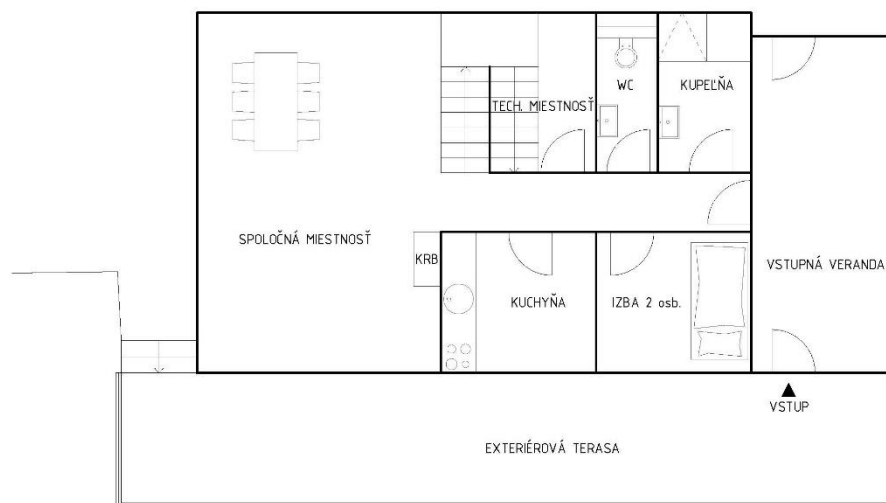 TECH. MIESTNOSŤ
WC
KUPEĽŇA
SPOLOČNÁ MIESTNOSŤ
KRB
KUCHYŇA
IZBA 2 osb.
VSTUPNÁ VERANDA
VSTUP
EXTERIÉROVÁ TERASA